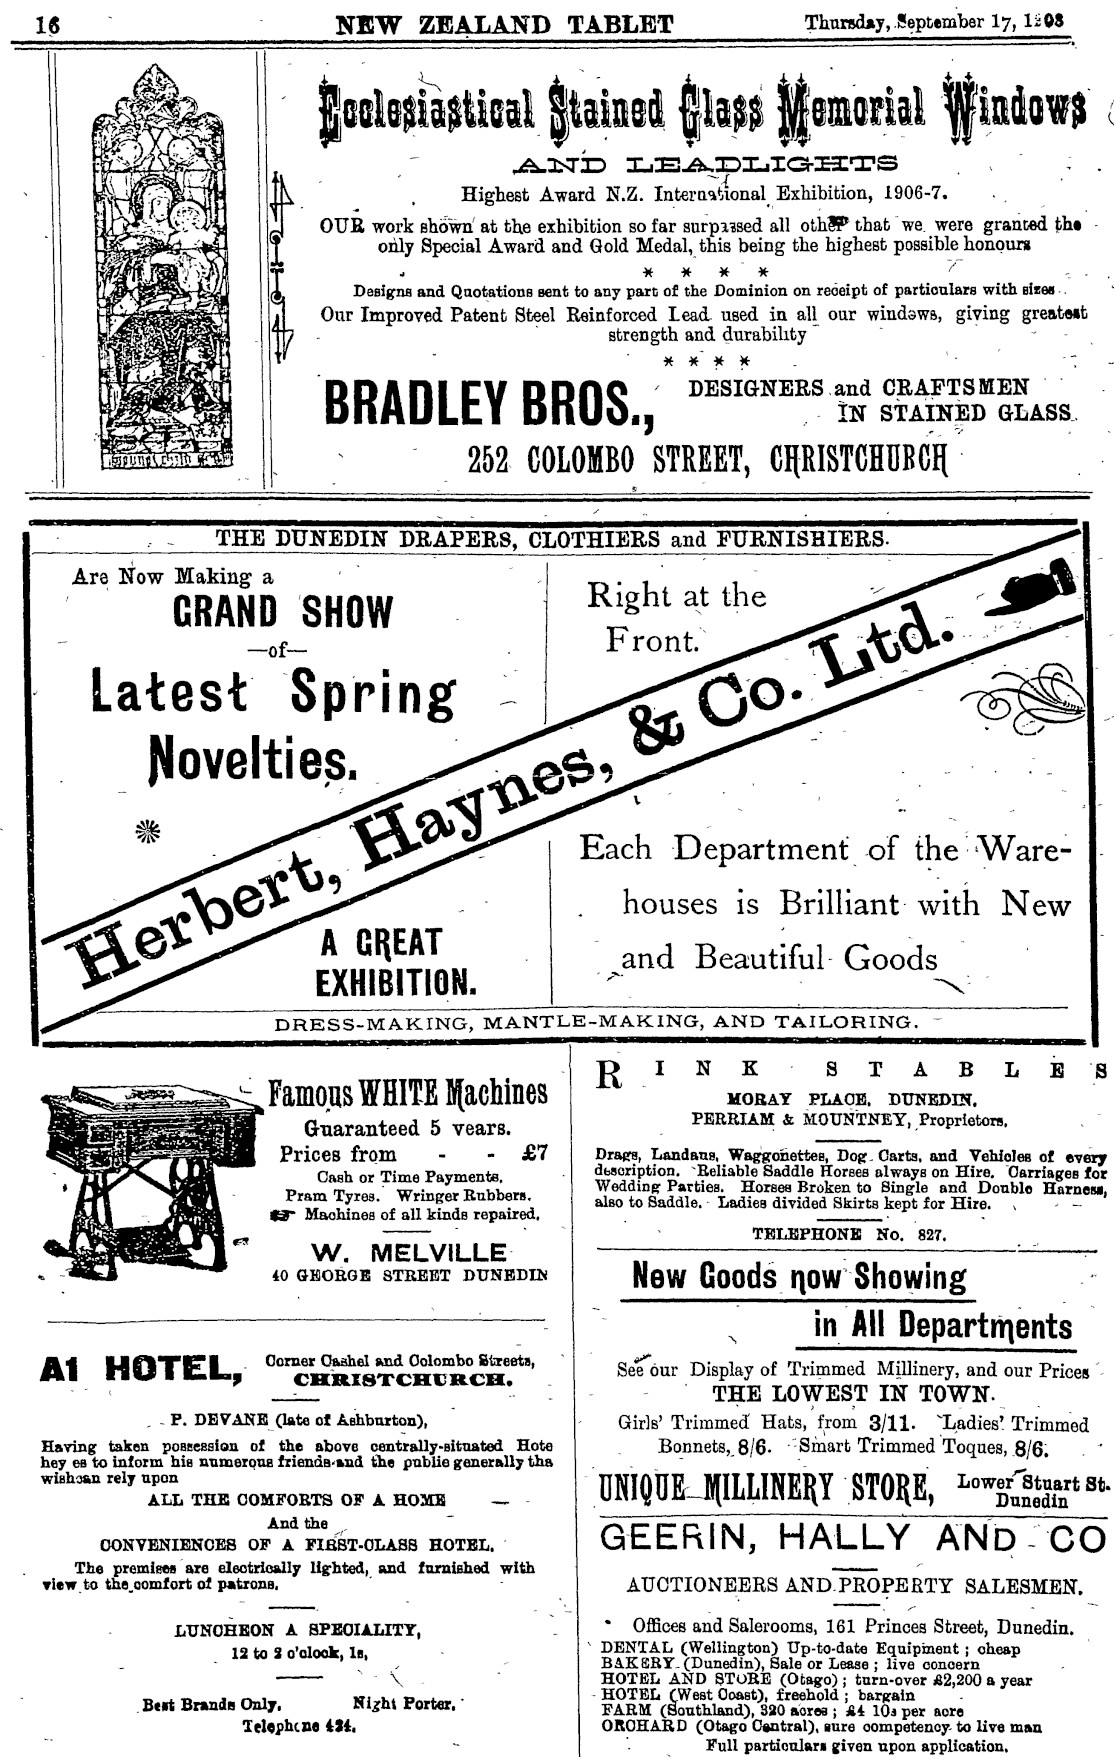 16 NEW ZEALAND TABLET Thursday, September 17, 1908
Ecclesiastical Stained Glass Memorial Windows
AND LEADLIGHTS
Highest Award N.Z. International Exhibition, 1906-7.
OUR work shown at the exhibition so far surpassed all other that we were granted the
only Special Award and Gold Medal, this being the highest possible honours
* * * *
Designs and Quotations sent to any part of the Dominion on receipt of particulars with sizes
Our Improved Patent Steel Reinforced Lead used in all our windows, giving greatest
strength and durability
* * * *
BRADLEY BROS., DESIGNERS and CRAFTSMEN
IN STAINED GLASS.
252 COLOMBO STREET, CHRISTCHURCH
THE DUNEDIN DRAPERS, CLOTHIERS and FURNISHIERS.
Are Now Making a
GRAND SHOW
—of—
Latest Spring
Novelties.
Right at the
Front.
Herbert, Haynes, & Co. Ltd.
A GREAT
EXHIBITION.
Each Department of the Ware-
houses is Brilliant with New
and Beautiful Goods
DRESS-MAKING, MANTLE-MAKING, AND TAILORING.
Famous WHITE Machines
Guaranteed 5 years.
Prices from - - £7
Cash or Time Payments.
Pram Tyres. Wringer Rubbers.
Machines of all kinds repaired.
W. MELVILLE
40 GEORGE STREET DUNEDIN
A1 HOTEL, Corner Cashel and Colombo Streets,
CHRISTCHURCH.
P. DEVANE (late of Ashburton),
Having taken possession of the above centrally-situated Hote
hey es to inform his numerous friends and the public generally tha
wish can rely upon
ALL THE COMFORTS OF A HOME
And the
CONVENIENCES OF A FIRST-CLASS HOTEL.
The premises are electrically lighted, and furnished with
view to the comfort of patrons.
LUNCHEON A SPECIALITY,
12 to 2 o'clock, 1s,
Best Brands Only. Night Porter.
Telephone 424.
RINK STABLES
MORAY PLACE, DUNEDIN.
PERRIAM & MOUNTNEY, Proprietors.
Drags, Landaus, Waggonettes, Dog Carts, and Vehicles of every
description. Reliable Saddle Horses always on Hire. Carriages for
Wedding Parties. Horses Broken to Single and Double Harness,
also to Saddle. Ladies divided Skirts kept for Hire.
TELEPHONE No. 827.
New Goods now Showing
in All Departments
See our Display of Trimmed Millinery, and our Prices
THE LOWEST IN TOWN.
Girls' Trimmed Hats, from 3/11. Ladies' Trimmed
Bonnets, 8/6. Smart Trimmed Toques, 8/6.
UNIQUE MILLINERY STORE, Lower Stuart St.
Dunedin
GEERIN, HALLY AND CO
AUCTIONEERS AND PROPERTY SALESMEN.
Offices and Salerooms, 161 Princes Street, Dunedin.
DENTAL (Wellington) Up-to-date Equipment; cheap
BAKERY (Dunedin), Sale or Lease; live concern
HOTEL AND STORE (Otago); turn-over £2,200 a year
HOTEL (West Coast), freehold; bargain
FARM (Southland), 320 acres; £4 10s per acre
ORCHARD (Otago Central), sure competency to live man
Full particulars given upon application.